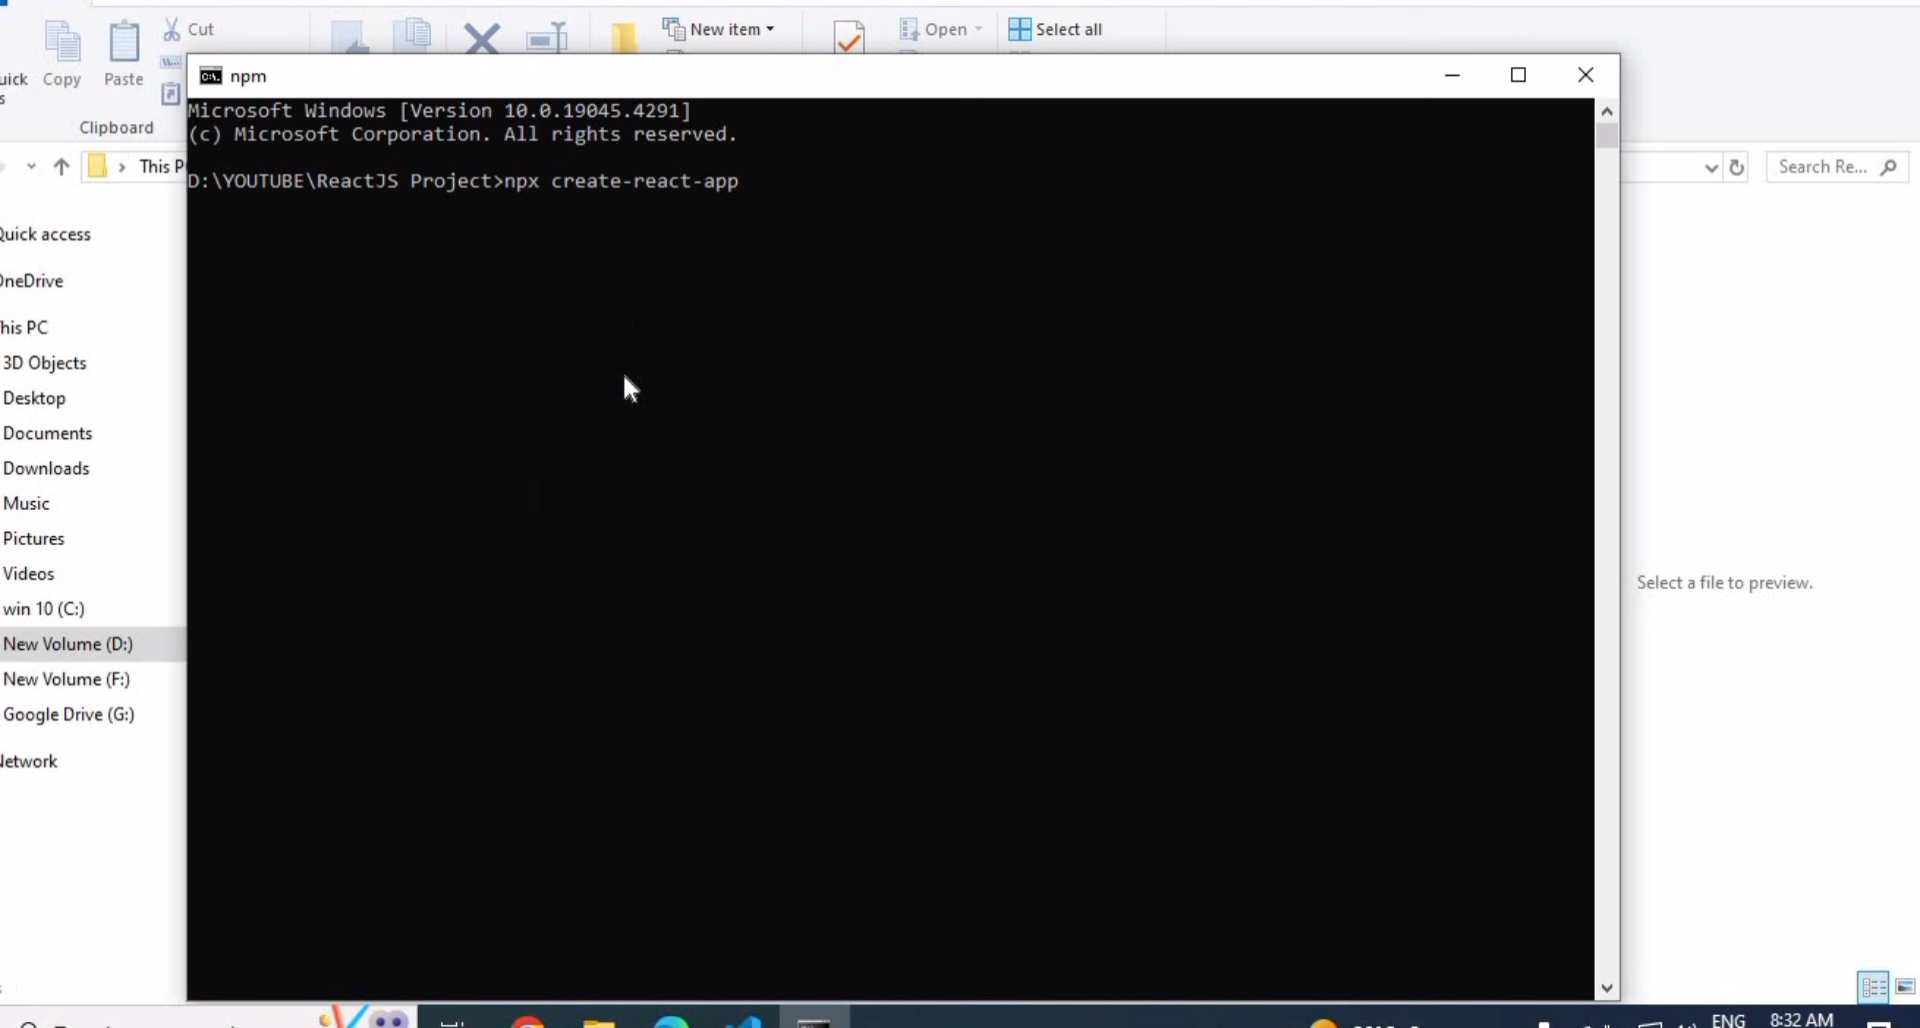 Cut
New item
Open
Select all
Copy
Paste
npm
Clipboard
Microsoft Windows [Version 10.0.19045.4291]
(c) Microsoft Corporation. All rights reserved.
This P
Search Re...
D:\YOUTUBE\ReactJS Project>npx create-react-app
Quick access
OneDrive
This PC
3D Objects
Desktop
Documents
Downloads
Music
Pictures
Videos
Select a file to preview.
win 10 (C:)
New Volume (D:)
New Volume (F:)
Google Drive (G:)
Network
ENG
8:32 AM